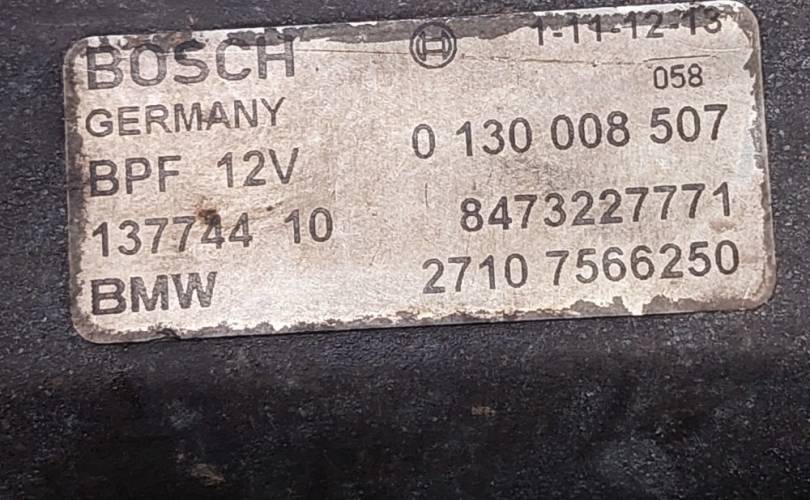 BOSCH 1-11-12-13
058
GERMANY 0 130 008 507
BPF 12V
137744 10 8473227771
BMW 2710 7566250